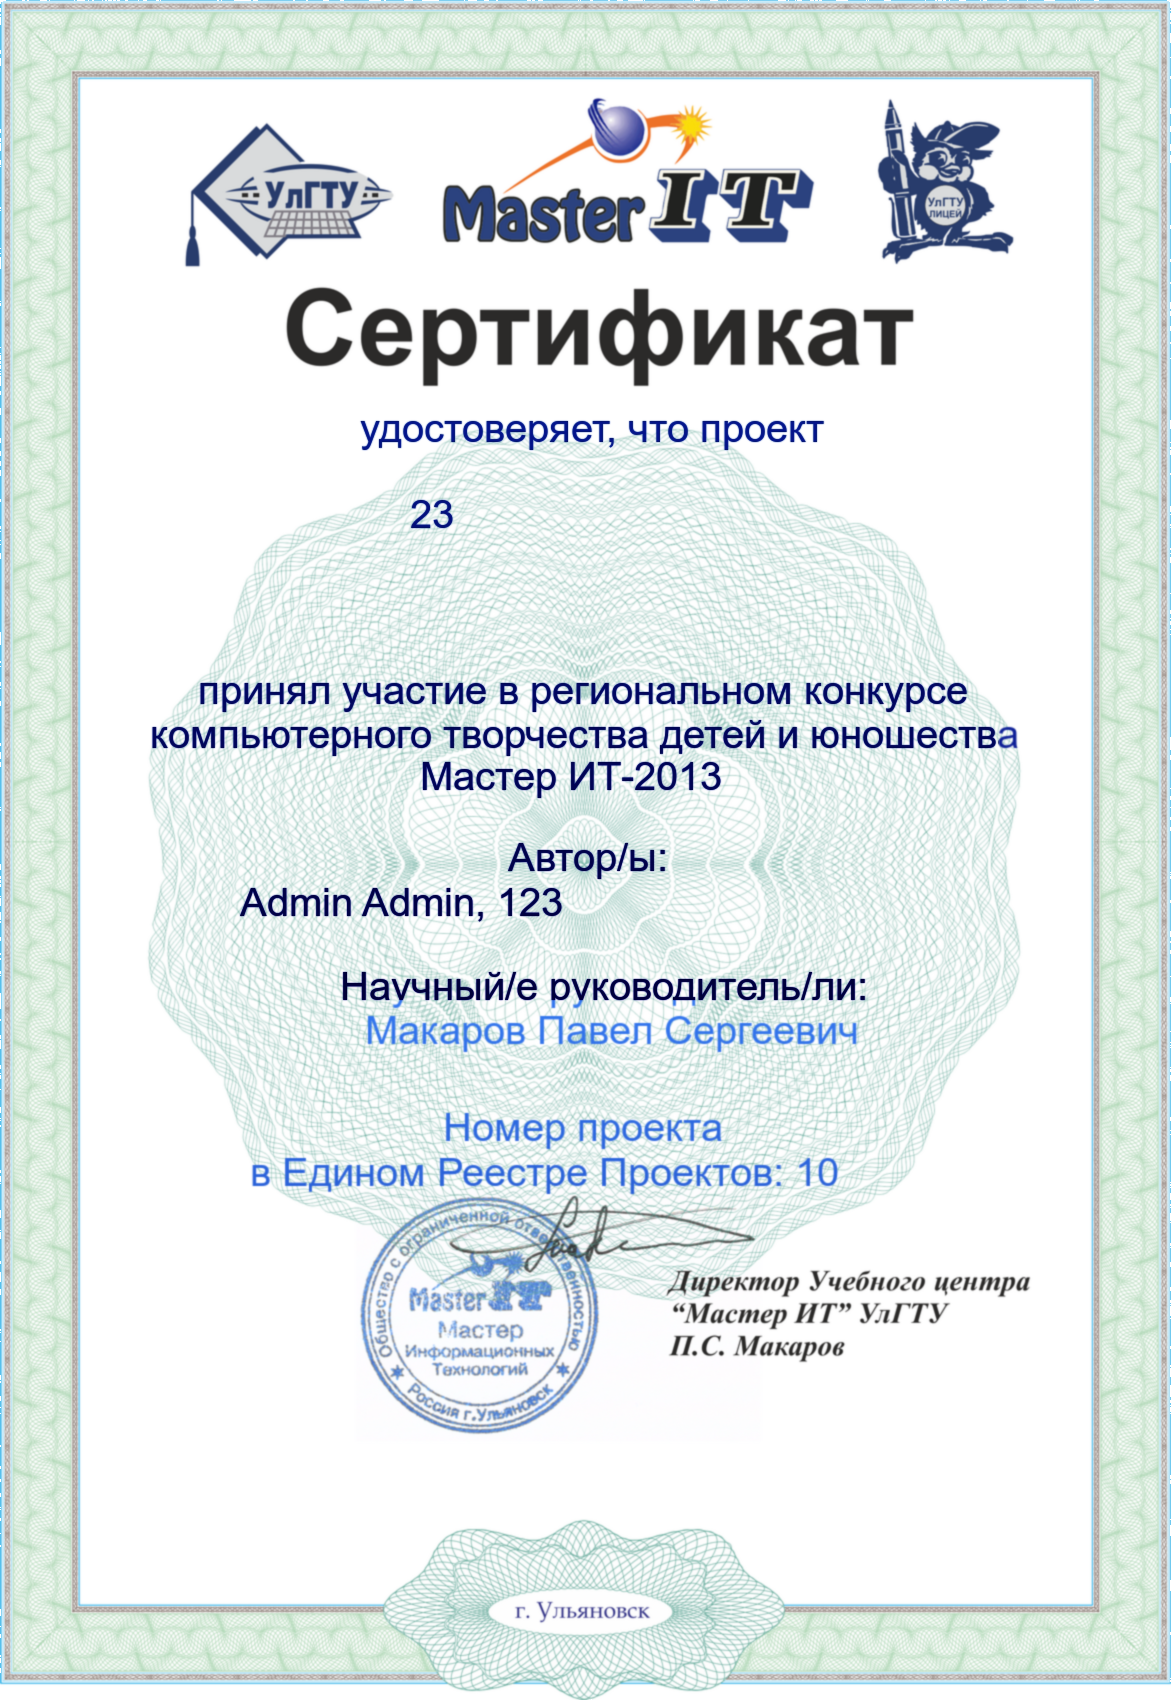 УлГТУ
Master IT
УлГТУ
ЛИЦЕЙ
Сертификат
удостоверяет, что проект
23
принял участие в региональном конкурсе
компьютерного творчества детей и юношества
Мастер ИТ-2013
Автор/ы:
Admin Admin, 123
Научный/е руководитель/ли:
Макаров Павел Сергеевич
Номер проекта
в Едином Реестре Проектов: 10
Общество с ограниченной ответственностью
Master IT
Мастер
Информационных
Технологий
Россия г.Ульяновск
Директор Учебного центра
“Мастер ИТ” УлГТУ
П.С. Макаров
г. Ульяновск